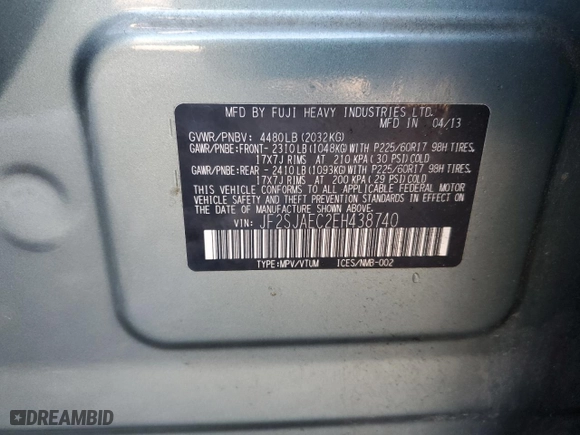 MFD BY FUJI HEAVY INDUSTRIES LTD.
MFD IN 04/13
GVWR/PNBV: 4480LB(2032KG)
GAWR/PNBE:FRONT- 2310LB(1048KG)WITH P225/60R17 98H TIRES
17X7J RIMS AT 210 KPA(30 PSI)COLD
GAWR/PNBE:REAR - 2410LB(1093KG)WITH P225/60R17 98H TIRES
17X7J RIMS AT 200 KPA(29 PSI)COLD
THIS VEHICLE CONFORMS TO ALL APPLICABLE FEDERAL MOTOR
VEHICLE SAFETY AND THEFT PREVENTION STANDARDS IN EFFECT
ON THE DATE OF MANUFACTURE SHOWN ABOVE.
VIN: JF2SJAEC2EH438740
TYPE:MPV/VTUM ICES/NMB-002
DREAMBID